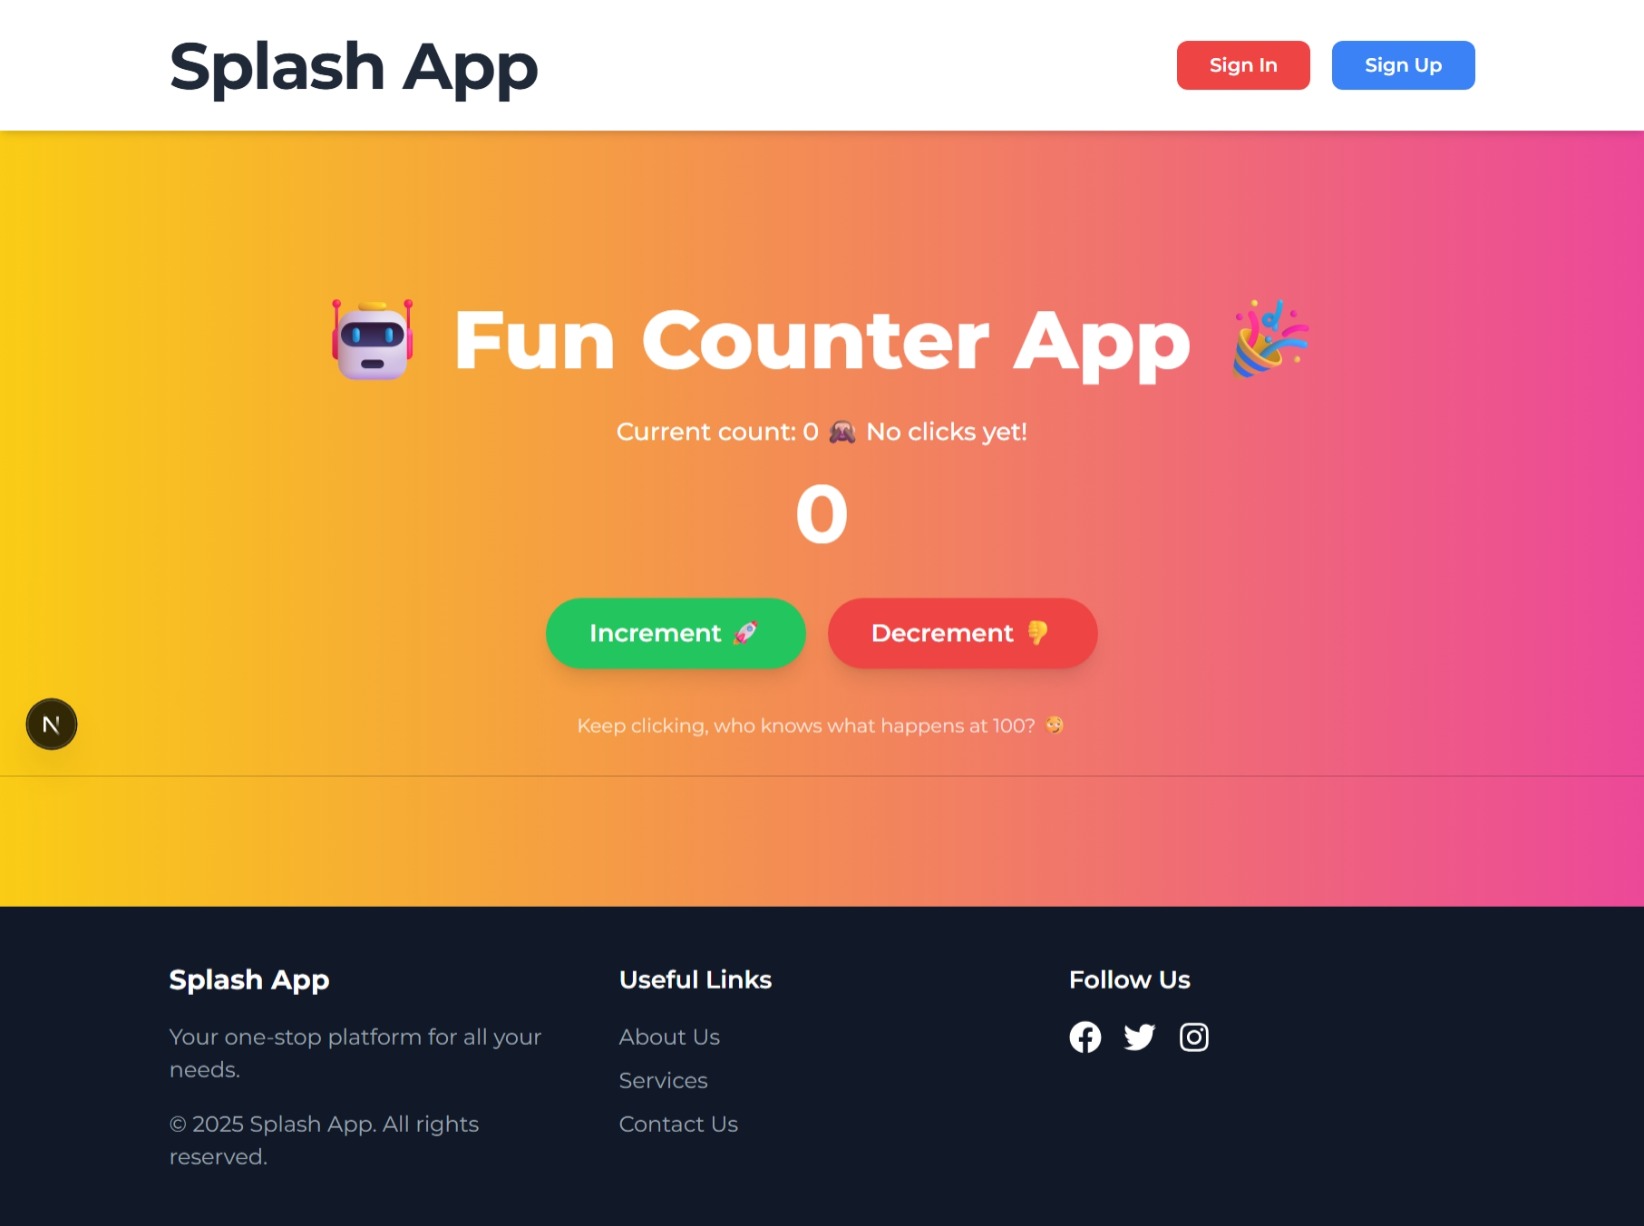 Splash App
Sign In
Sign Up
Fun Counter App
Current count: 0 🙈 No clicks yet!
0
Increment 🚀
Decrement 👎
Keep clicking, who knows what happens at 100? 🥳
N
Splash App
Your one-stop platform for all your
needs.
© 2025 Splash App. All rights
reserved.
Useful Links
About Us
Services
Contact Us
Follow Us